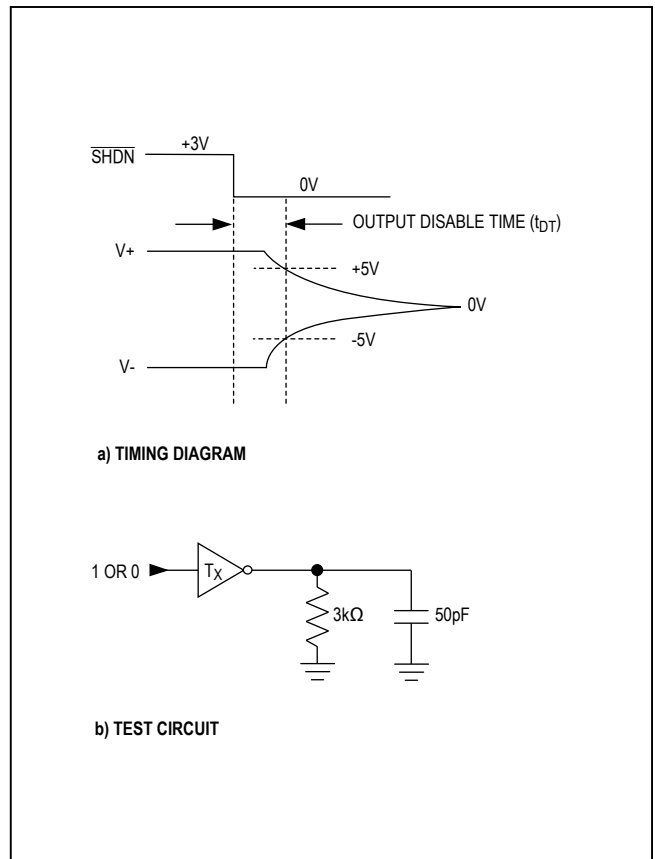 SHDN
+3V
0V
OUTPUT DISABLE TIME (tDT)
V+
+5V
0V
-5V
V-
a) TIMING DIAGRAM
1 OR 0
TX
3kΩ
50pF
b) TEST CIRCUIT